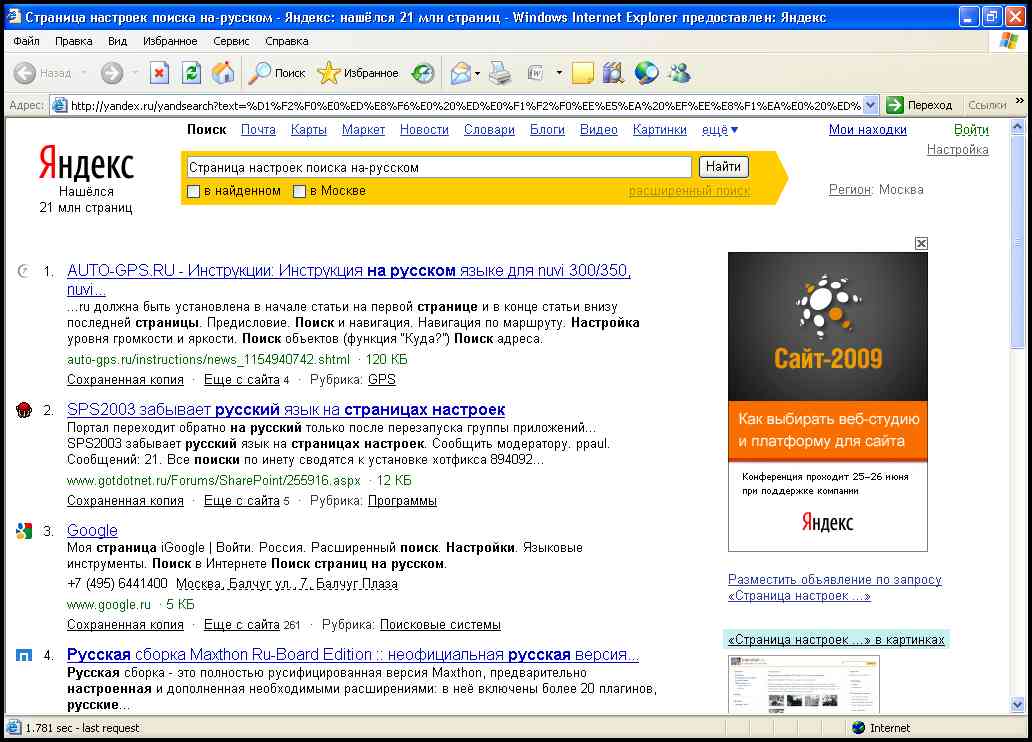 Страница настроек поиска на-русском - Яндекс: нашёлся 21 млн страниц - Windows Internet Explorer предоставлен: Яндекс
Файл Правка Вид Избранное Сервис Справка
Назад Поиск Избранное
Адрес: http://yandex.ru/yandsearch?text=%D1%F2%F0%E0%ED%E8%F6%E0%20%ED%E0%F1%F2%F0%EE%E5%EA%20%EF%EE%E8%F1%EA%E0%20%ED% Переход Ссылки »
Поиск Почта Карты Маркет Новости Словари Блоги Видео Картинки ещё ▼ Мои находки Войти
Настройка
Яндекс
Нашёлся
21 млн страниц
Страница настроек поиска на-русском Найти
в найденном в Москве расширенный поиск
Регион: Москва
1. AUTO-GPS.RU - Инструкции: Инструкция на русском языке для nuvi 300/350,
nuvi...
...ru должна быть установлена в начале статьи на первой странице и в конце статьи внизу
последней страницы. Предисловие. Поиск и навигация. Навигация по маршруту. Настройка
уровня громкости и яркости. Поиск объектов (функция "Куда?") Поиск адреса.
auto-gps.ru/instructions/news_1154940742.shtml · 120 КБ
Сохраненная копия · Еще с сайта 4 · Рубрика: GPS
2. SPS2003 забывает русский язык на страницах настроек
Портал переходит обратно на русский только после перезапуска группы приложений...
SPS2003 забывает русский язык на страницах настроек. Сообщить модератору. ppaul.
Сообщений: 21. Все поиски по инету сводятся к установке хотфикса 894092...
www.gotdotnet.ru/Forums/SharePoint/255916.aspx · 12 КБ
Сохраненная копия · Еще с сайта 5 · Рубрика: Программы
3. Google
Моя страница iGoogle | Войти. Россия. Расширенный поиск. Настройки. Языковые
инструменты. Поиск в Интернете Поиск страниц на русском.
+7 (495) 6441400 Москва, Балчуг ул., 7, Балчуг Плаза
www.google.ru · 5 КБ
Сохраненная копия · Еще с сайта 261 · Рубрика: Поисковые системы
4. Русская сборка Maxthon Ru-Board Edition :: неофициальная русская версия...
Русская сборка - это полностью русифицированная версия Maxthon, предварительно
настроенная и дополненная необходимыми расширениями: в неё включены более 20 плагинов,
русские...
Сайт-2009
Как выбирать веб-студию
и платформу для сайта
Конференция проходит 25–26 июня
при поддержке компании
Яндекс
Разместить объявление по запросу
«Страница настроек ...»
«Страница настроек ...» в картинках
1.781 sec - last request Internet